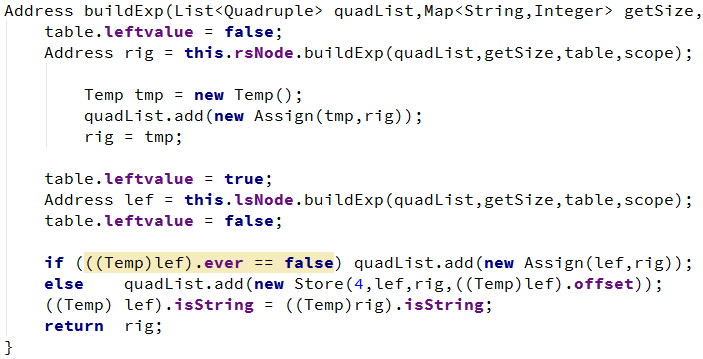 Address buildExp(List<Quadruple> quadList,Map<String,Integer> getSize,
table.leftvalue = false;
Address rig = this.rsNode.buildExp(quadList,getSize,table,scope);
Temp tmp = new Temp();
quadList.add(new Assign(tmp,rig));
rig = tmp;
table.leftvalue = true;
Address lef = this.lsNode.buildExp(quadList,getSize,table,scope);
table.leftvalue = false;
if (((Temp)lef).ever == false) quadList.add(new Assign(lef,rig));
else    quadList.add(new Store(4,lef,rig,((Temp)lef).offset));
((Temp) lef).isString = ((Temp)rig).isString;
return  rig;
}